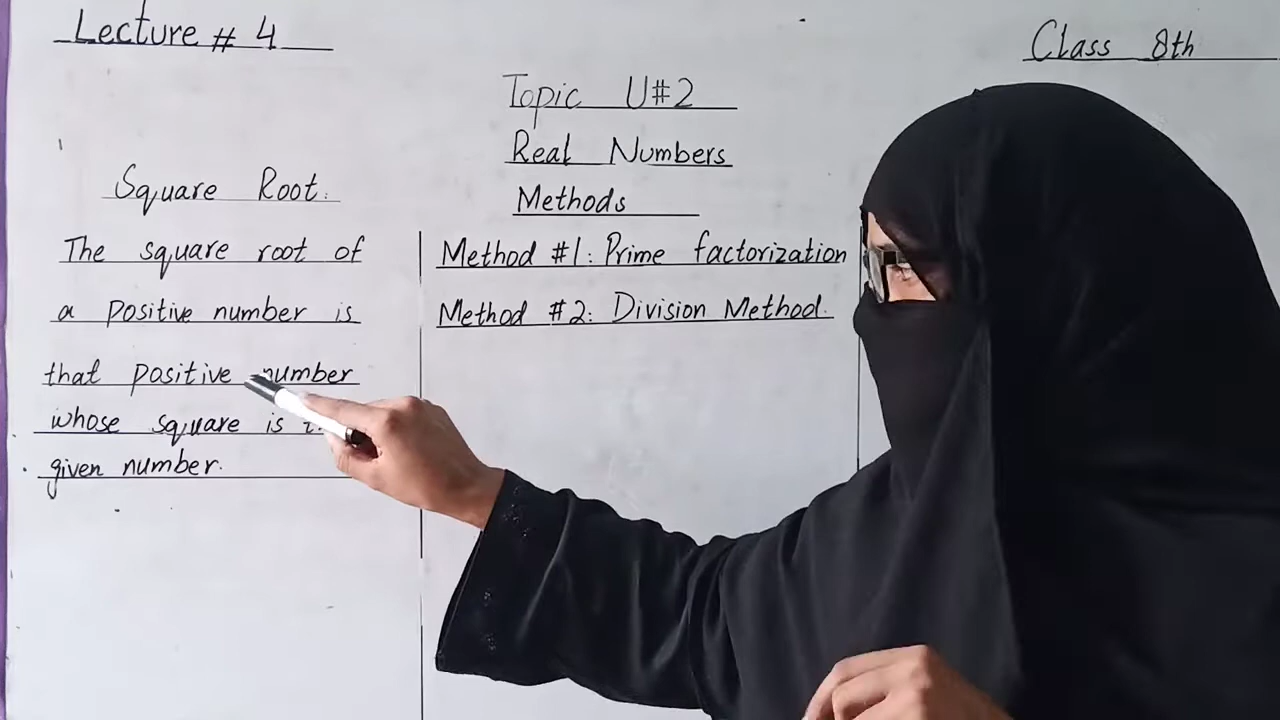 Lecture # 4
Class 8th
Topic U#2
Real Numbers
Methods
Square Root:
The square root of
a positive number is
that positive number
whose square is
given number.
Method #1: Prime factorization
Method #2: Division Method.